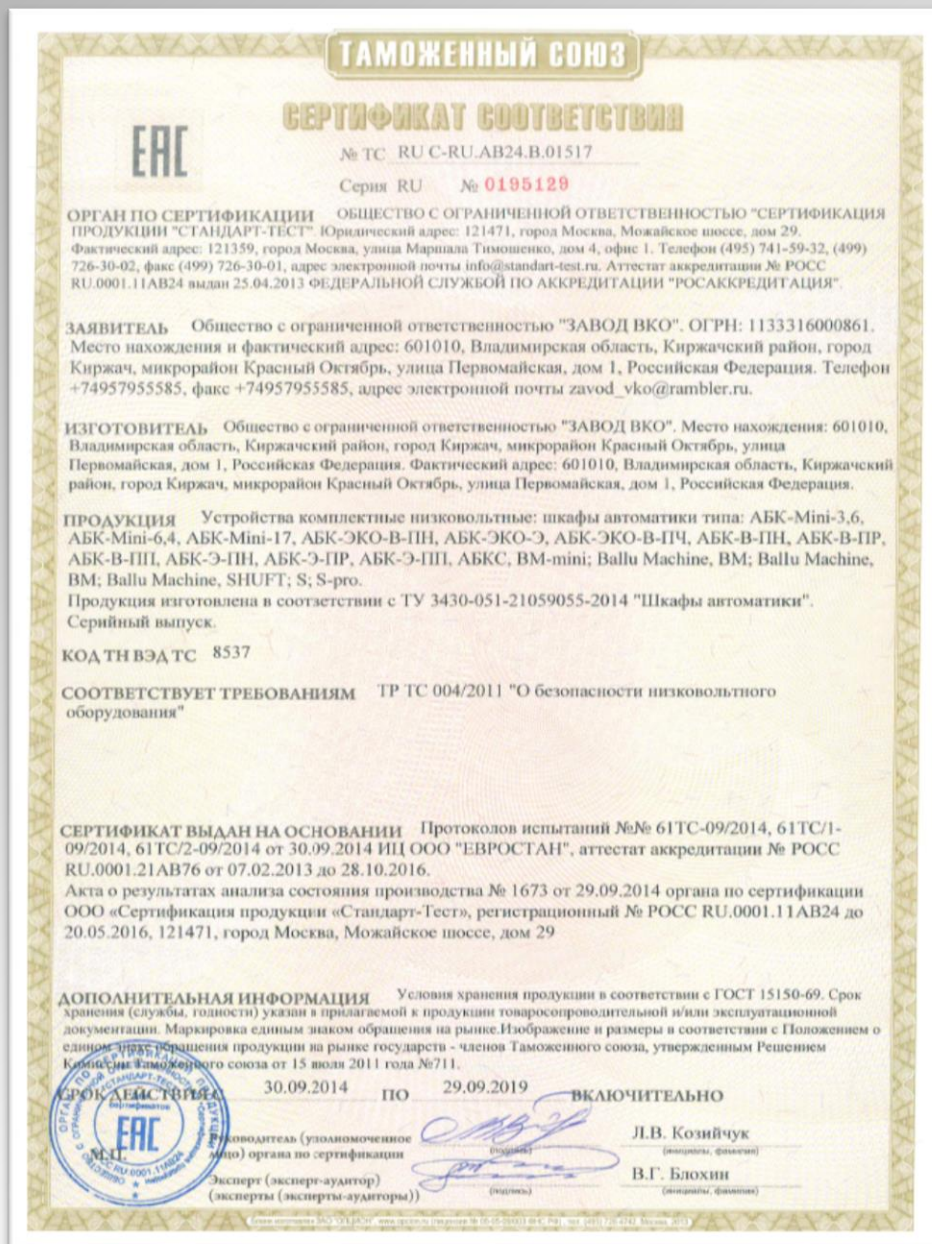 ТАМОЖЕННЫЙ СОЮЗ
СЕРТИФИКАТ СООТВЕТСТВИЯ
ЕАС
№ ТС RU C-RU.АВ24.В.01517
Серия RU № 0195129
ОРГАН ПО СЕРТИФИКАЦИИ ОБЩЕСТВО С ОГРАНИЧЕННОЙ ОТВЕТСТВЕННОСТЬЮ "СЕРТИФИКАЦИЯ
ПРОДУКЦИИ "СТАНДАРТ-ТЕСТ". Юридический адрес: 121471, город Москва, Можайское шоссе, дом 29.
Фактический адрес: 121359, город Москва, улица Маршала Тимошенко, дом 4, офис 1. Телефон (495) 741-59-32, (499)
726-30-02, факс (499) 726-30-01, адрес электронной почты info@standart-test.ru. Аттестат аккредитации № РОСС
RU.0001.11АВ24 выдан 25.04.2013 ФЕДЕРАЛЬНОЙ СЛУЖБОЙ ПО АККРЕДИТАЦИИ "РОСАККРЕДИТАЦИЯ".
ЗАЯВИТЕЛЬ Общество с ограниченной ответственностью "ЗАВОД ВКО". ОГРН: 1133316000861.
Место нахождения и фактический адрес: 601010, Владимирская область, Киржачский район, город
Киржач, микрорайон Красный Октябрь, улица Первомайская, дом 1, Российская Федерация. Телефон
+74957955585, факс +74957955585, адрес электронной почты zavod_vko@rambler.ru.
ИЗГОТОВИТЕЛЬ Общество с ограниченной ответственностью "ЗАВОД ВКО". Место нахождения: 601010,
Владимирская область, Киржачский район, город Киржач, микрорайон Красный Октябрь, улица
Первомайская, дом 1, Российская Федерация. Фактический адрес: 601010, Владимирская область, Киржачский
район, город Киржач, микрорайон Красный Октябрь, улица Первомайская, дом 1, Российская Федерация.
ПРОДУКЦИЯ Устройства комплектные низковольтные: шкафы автоматики типа: АБК-Mini-3,6,
АБК-Mini-6,4, АБК-Mini-17, АБК-ЭКО-В-ПН, АБК-ЭКО-Э, АБК-ЭКО-В-ПЧ, АБК-В-ПН, АБК-В-ПР,
АБК-В-ПП, АБК-Э-ПН, АБК-Э-ПР, АБК-Э-ПП, АБКС, BM-mini; Ballu Machine, BM; Ballu Machine,
BM; Ballu Machine, SHUFT; S; S-pro.
Продукция изготовлена в соответствии с ТУ 3430-051-21059055-2014 "Шкафы автоматики".
Серийный выпуск.
КОД ТН ВЭД ТС 8537
СООТВЕТСТВУЕТ ТРЕБОВАНИЯМ ТР ТС 004/2011 "О безопасности низковольтного
оборудования"
СЕРТИФИКАТ ВЫДАН НА ОСНОВАНИИ Протоколов испытаний №№ 61ТС-09/2014, 61ТС/1-
09/2014, 61ТС/2-09/2014 от 30.09.2014 ИЦ ООО "ЕВРОСТАН", аттестат аккредитации № РОСС
RU.0001.21АВ76 от 07.02.2013 до 28.10.2016.
Акта о результатах анализа состояния производства № 1673 от 29.09.2014 органа по сертификации
ООО «Сертификация продукции «Стандарт-Тест», регистрационный № РОСС RU.0001.11АВ24 до
20.05.2016, 121471, город Москва, Можайское шоссе, дом 29
ДОПОЛНИТЕЛЬНАЯ ИНФОРМАЦИЯ Условия хранения продукции в соответствии с ГОСТ 15150-69. Срок
хранения (службы, годности) указан в прилагаемой к продукции товаросопроводительной и/или эксплуатационной
документации. Маркировка единым знаком обращения на рынке.Изображение и размеры в соответствии с Положением о
едином знаке обращения продукции на рынке государств - членов Таможенного союза, утвержденным Решением
Комиссии Таможенного союза от 15 июля 2011 года №711.
СРОК ДЕЙСТВИЯ С 30.09.2014 ПО 29.09.2019 ВКЛЮЧИТЕЛЬНО
ЕАС
М.П.
Руководитель (уполномоченное
лицо) органа по сертификации
(подпись)
Л.В. Козийчук
(инициалы, фамилия)
Эксперт (эксперт-аудитор)
(эксперты (эксперты-аудиторы))
(подпись)
В.Г. Блохин
(инициалы, фамилия)